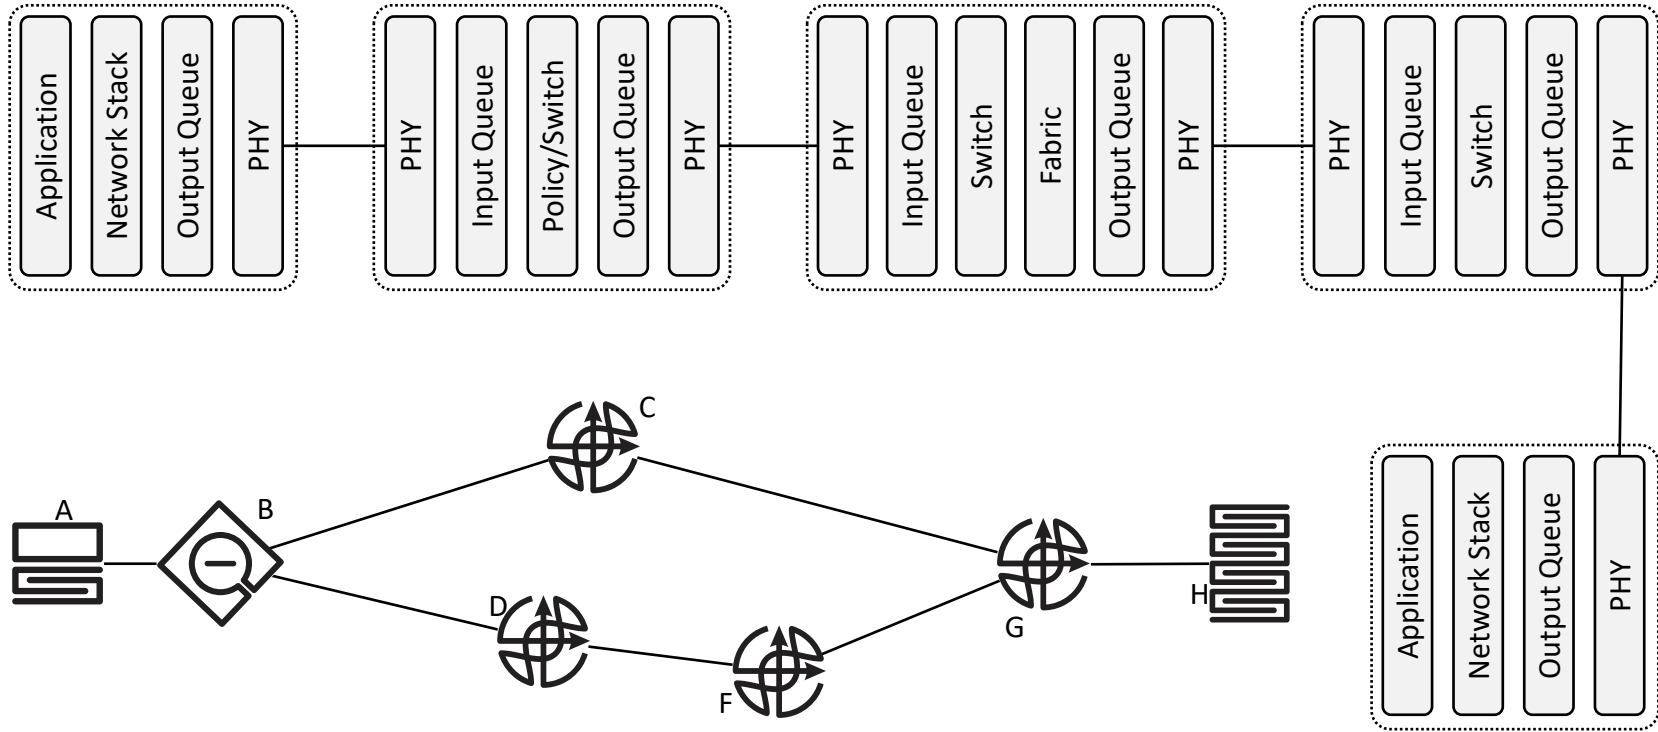 Application
Network Stack
Output Queue
PHY
PHY
Input Queue
Policy/Switch
Output Queue
PHY
PHY
Input Queue
Switch
Fabric
Output Queue
PHY
PHY
Input Queue
Switch
Output Queue
PHY
A
B
C
D
F
G
H
Application
Network Stack
Output Queue
PHY